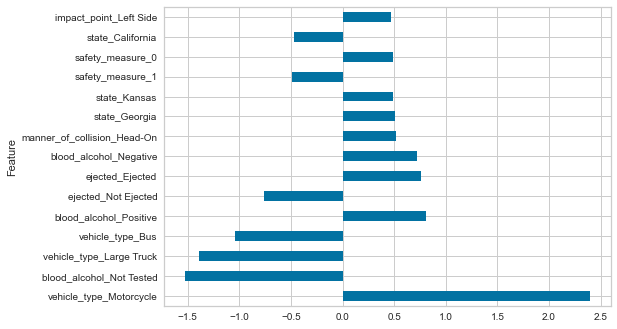 impact_point_Left Side
state_California
safety_measure_0
safety_measure_1
state_Kansas
state_Georgia
manner_of_collision_Head-On
blood_alcohol_Negative
ejected_Ejected
ejected_Not Ejected
blood_alcohol_Positive
vehicle_type_Bus
vehicle_type_Large Truck
blood_alcohol_Not Tested
vehicle_type_Motorcycle
Feature
−1.5 −1.0 −0.5 0.0 0.5 1.0 1.5 2.0 2.5